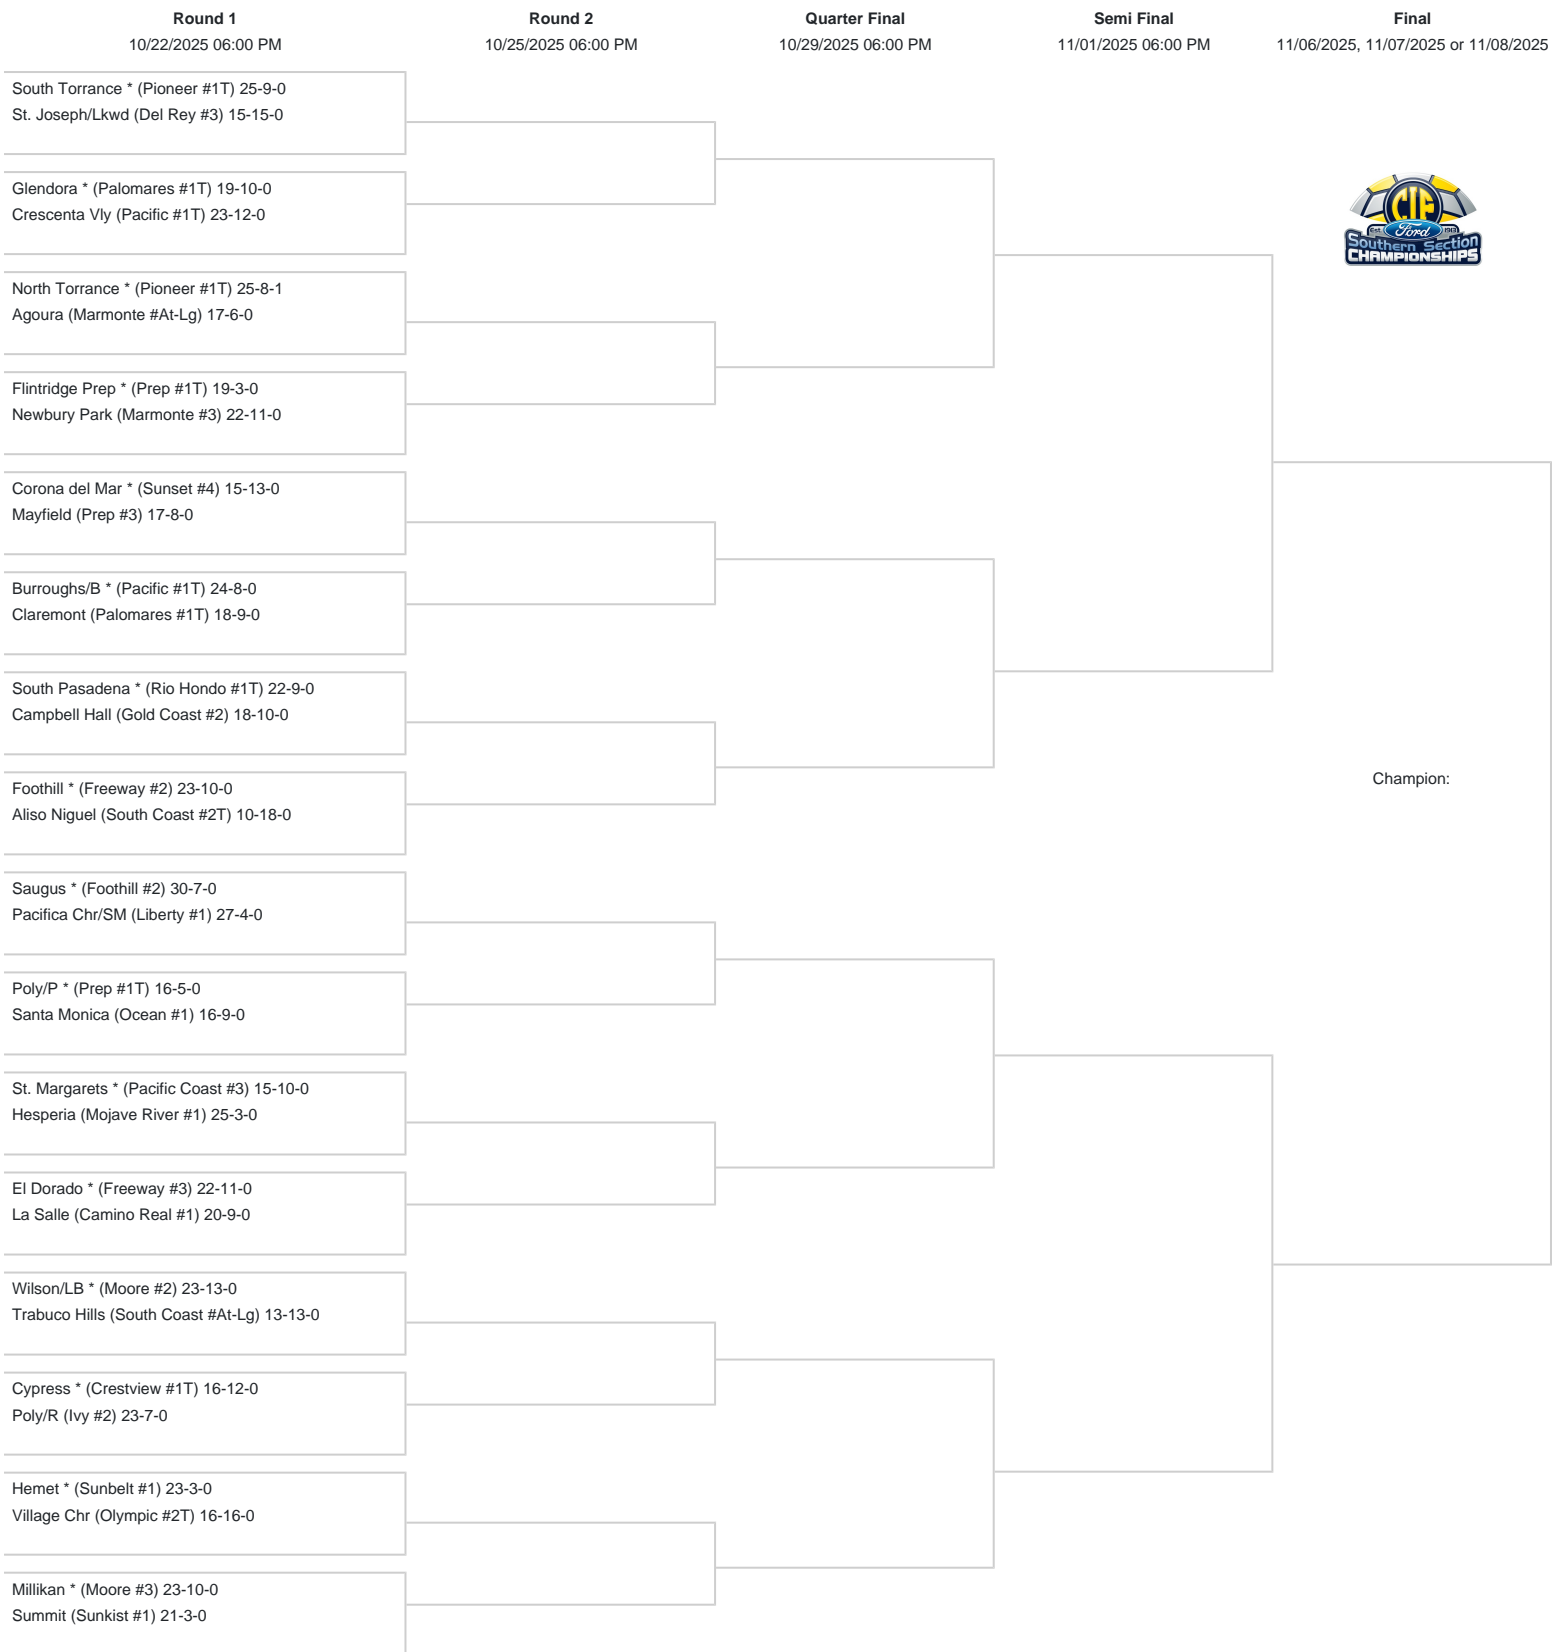 Round 1
10/22/2025 06:00 PM
Round 2
10/25/2025 06:00 PM
Quarter Final
10/29/2025 06:00 PM
Semi Final
11/01/2025 06:00 PM
Final
11/06/2025, 11/07/2025 or 11/08/2025
South Torrance * (Pioneer #1T) 25-9-0
St. Joseph/Lkwd (Del Rey #3) 15-15-0
Glendora * (Palomares #1T) 19-10-0
Crescenta Vly (Pacific #1T) 23-12-0
CIF
Est. Ford 1913
Southern Section
CHAMPIONSHIPS
North Torrance * (Pioneer #1T) 25-8-1
Agoura (Marmonte #At-Lg) 17-6-0
Flintridge Prep * (Prep #1T) 19-3-0
Newbury Park (Marmonte #3) 22-11-0
Corona del Mar * (Sunset #4) 15-13-0
Mayfield (Prep #3) 17-8-0
Burroughs/B * (Pacific #1T) 24-8-0
Claremont (Palomares #1T) 18-9-0
South Pasadena * (Rio Hondo #1T) 22-9-0
Campbell Hall (Gold Coast #2) 18-10-0
Foothill * (Freeway #2) 23-10-0
Aliso Niguel (South Coast #2T) 10-18-0
Champion:
Saugus * (Foothill #2) 30-7-0
Pacifica Chr/SM (Liberty #1) 27-4-0
Poly/P * (Prep #1T) 16-5-0
Santa Monica (Ocean #1) 16-9-0
St. Margarets * (Pacific Coast #3) 15-10-0
Hesperia (Mojave River #1) 25-3-0
El Dorado * (Freeway #3) 22-11-0
La Salle (Camino Real #1) 20-9-0
Wilson/LB * (Moore #2) 23-13-0
Trabuco Hills (South Coast #At-Lg) 13-13-0
Cypress * (Crestview #1T) 16-12-0
Poly/R (Ivy #2) 23-7-0
Hemet * (Sunbelt #1) 23-3-0
Village Chr (Olympic #2T) 16-16-0
Millikan * (Moore #3) 23-10-0
Summit (Sunkist #1) 21-3-0